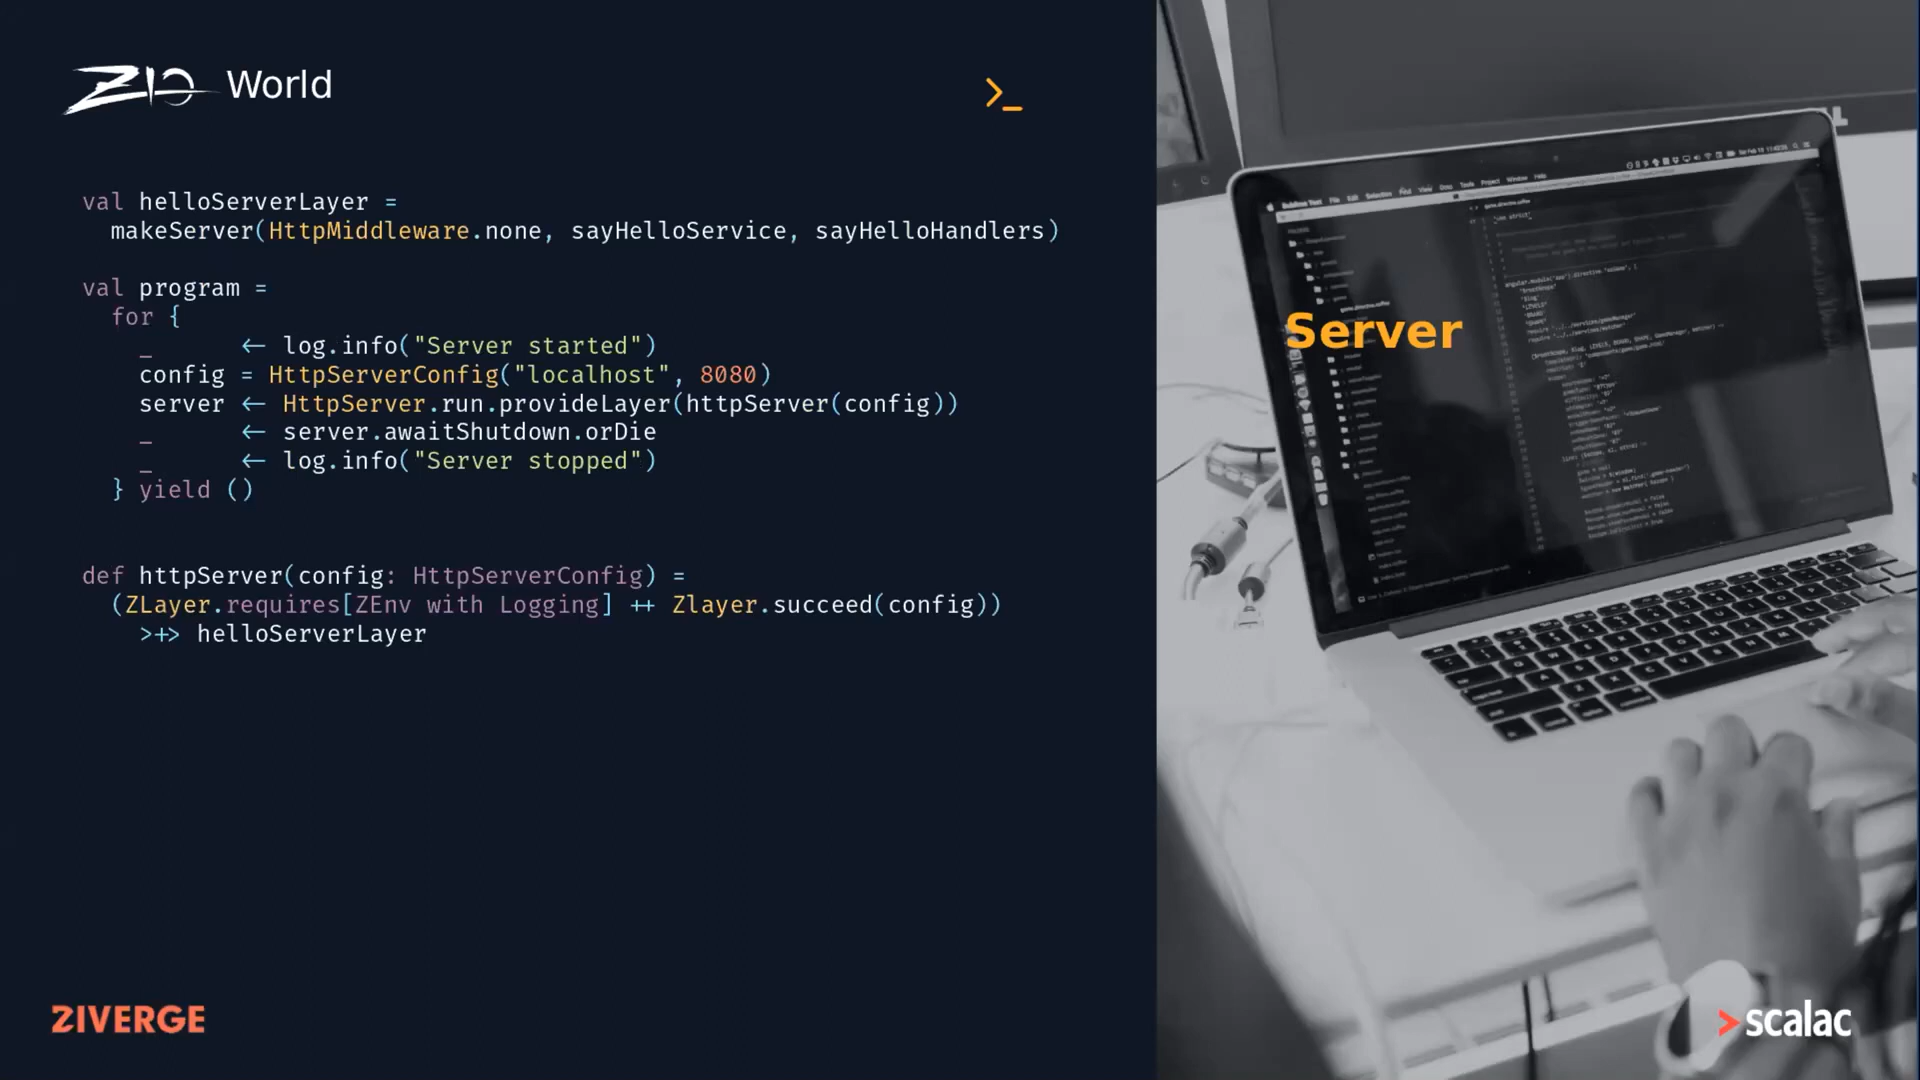 ZIO World
>_
val helloServerLayer =
makeServer(HttpMiddleware.none, sayHelloService, sayHelloHandlers)
val program =
for {
_ <- log.info("Server started")
config = HttpServerConfig("localhost", 8080)
server <- HttpServer.run.provideLayer(httpServer(config))
_ <- server.awaitShutdown.orDie
_ <- log.info("Server stopped")
} yield ()
def httpServer(config: HttpServerConfig) =
(ZLayer.requires[ZEnv with Logging] ++ Zlayer.succeed(config))
>+> helloServerLayer
Server
ZIVERGE
>scalac